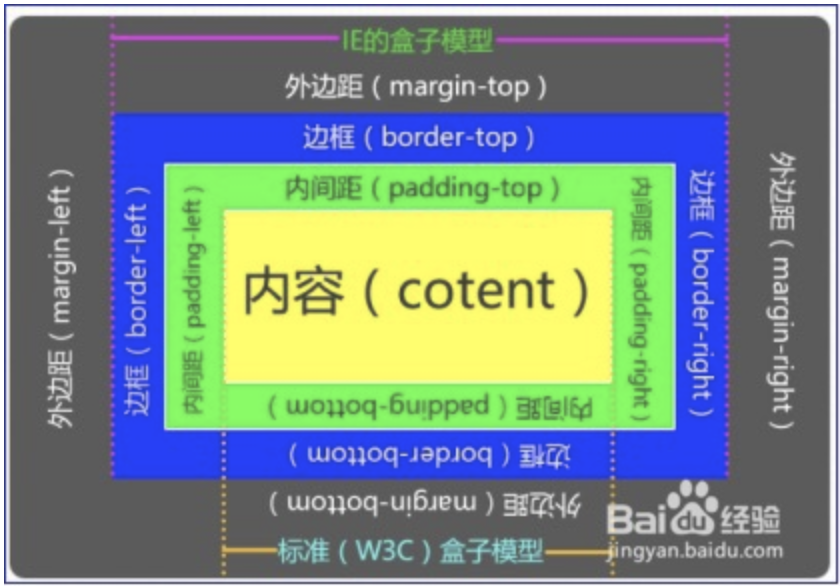 IE的盒子模型
外边距（margin-top）
边框（border-top）
内间距（padding-top）
外边距（margin-left）
边框（border-left）
内间距（padding-left）
内容（cotent）
内间距（padding-right）
边框（border-right）
外边距（margin-right）
内间距（padding-bottom）
边框（border-bottom）
外边距（margin-bottom）
标准（W3C）盒子模型
Baidu经验
jingyan.baidu.com